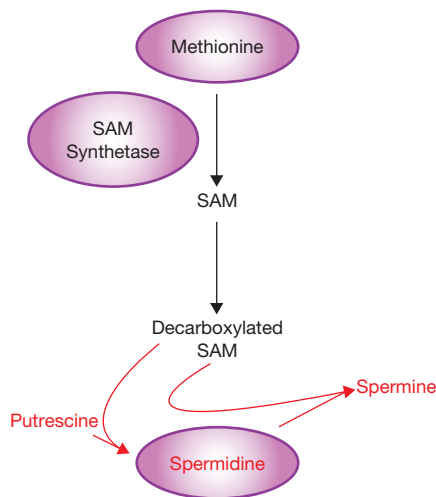 Methionine
SAM
Synthetase
SAM
Decarboxylated
SAM
Spermine
Putrescine
Spermidine